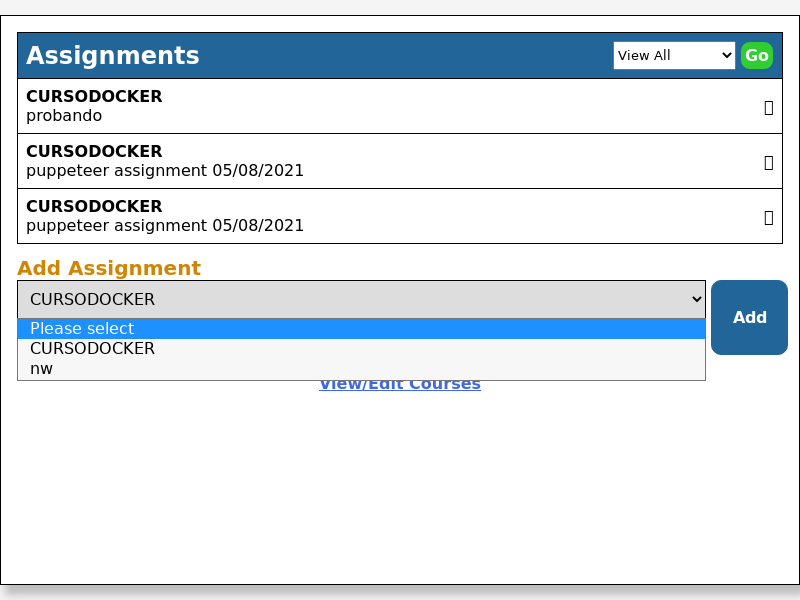 Assignments
View All
Go
CURSODOCKER
probando
CURSODOCKER
puppeteer assignment 05/08/2021
CURSODOCKER
puppeteer assignment 05/08/2021
Add Assignment
CURSODOCKER
Add
Please select
CURSODOCKER
nw
View/Edit Courses